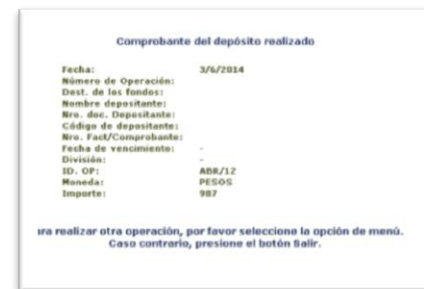 Comprobante del depósito realizado
Fecha: 3/6/2014
Número de Operación:
Dest. de los fondos:
Nombre depositante:
Nro. doc. Depositante:
Código de depositante:
Nro. Fact/Comprobante:
Fecha de vencimiento: -
División: -
ID. OP: ABR/12
Moneda: PESOS
Importe: 987
ara realizar otra operación, por favor seleccione la opción de menú.
Caso contrario, presione el botón Salir.